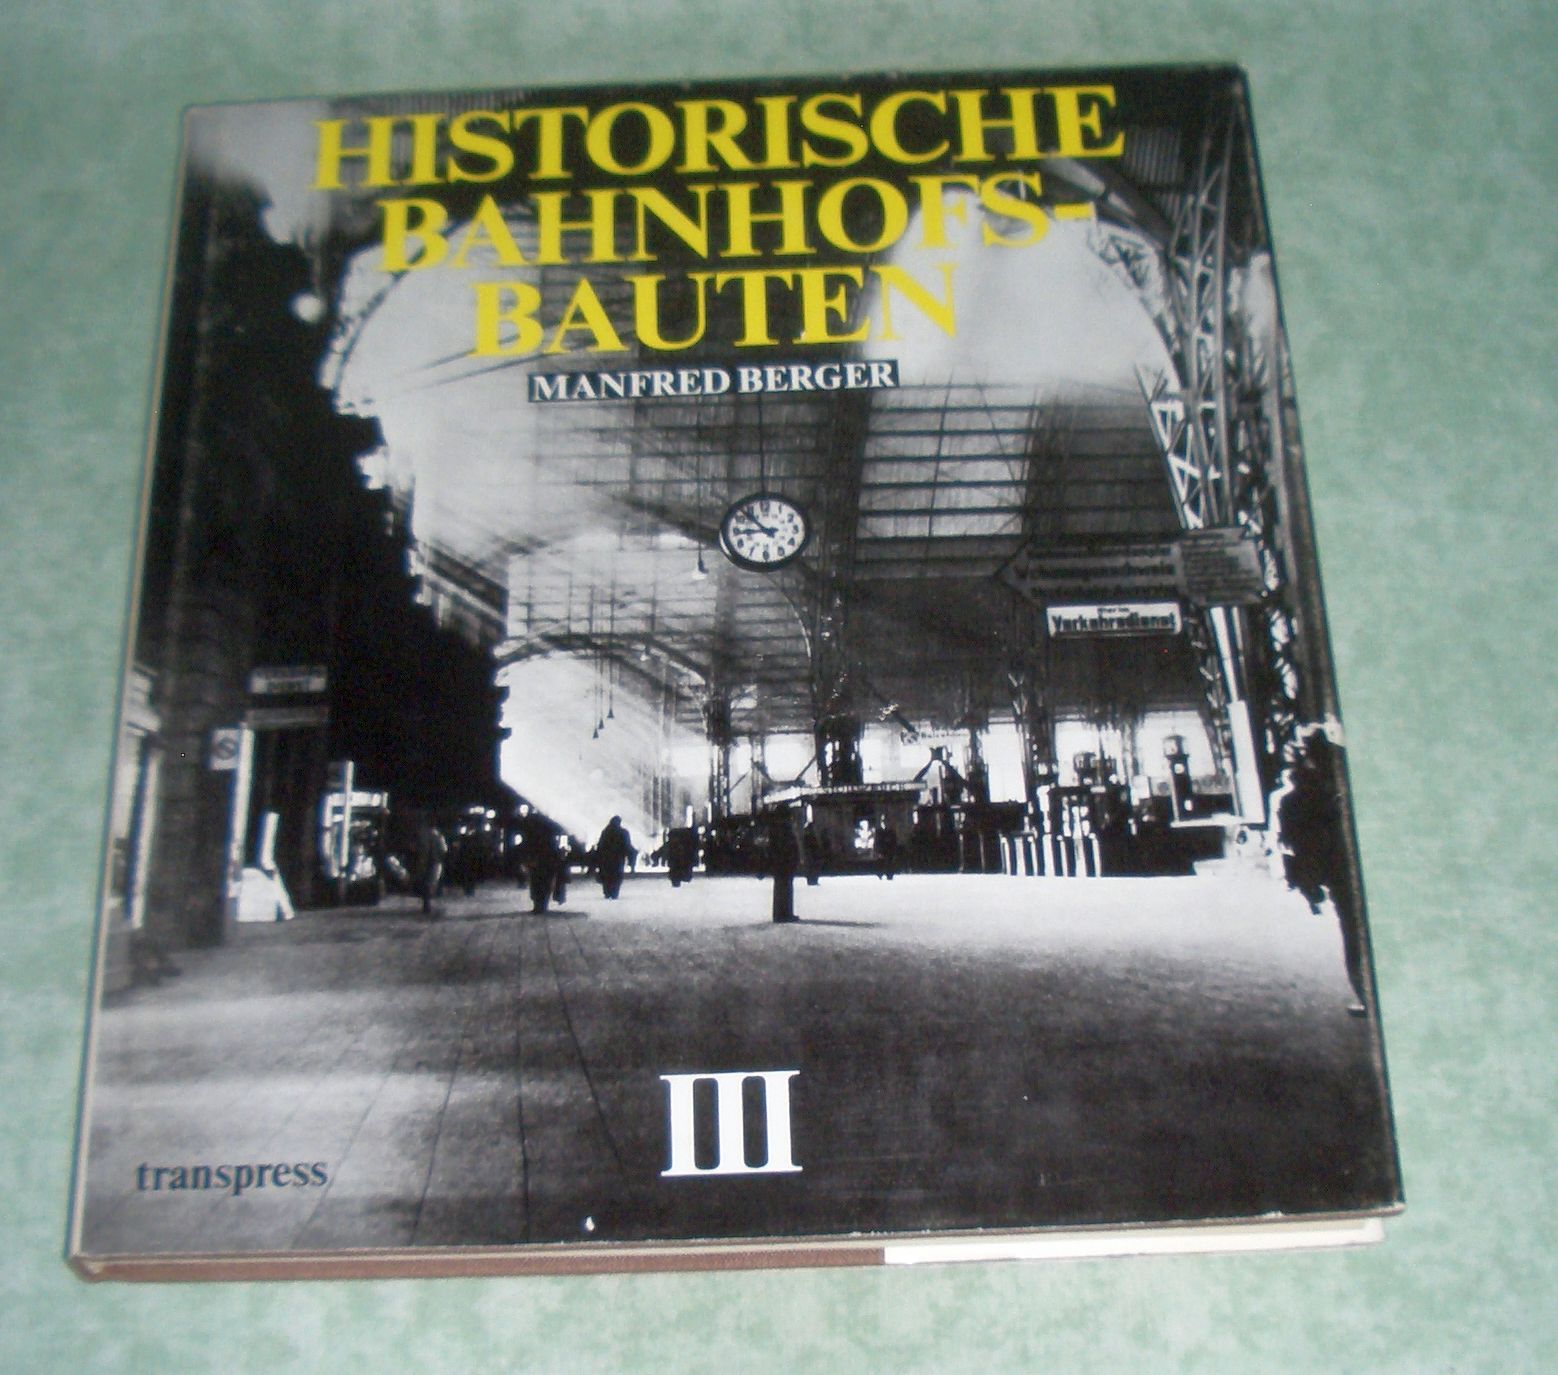 HISTORISCHE
BAHNHOFS-
BAUTEN
MANFRED BERGER
Verkehrsdienst
III
transpress